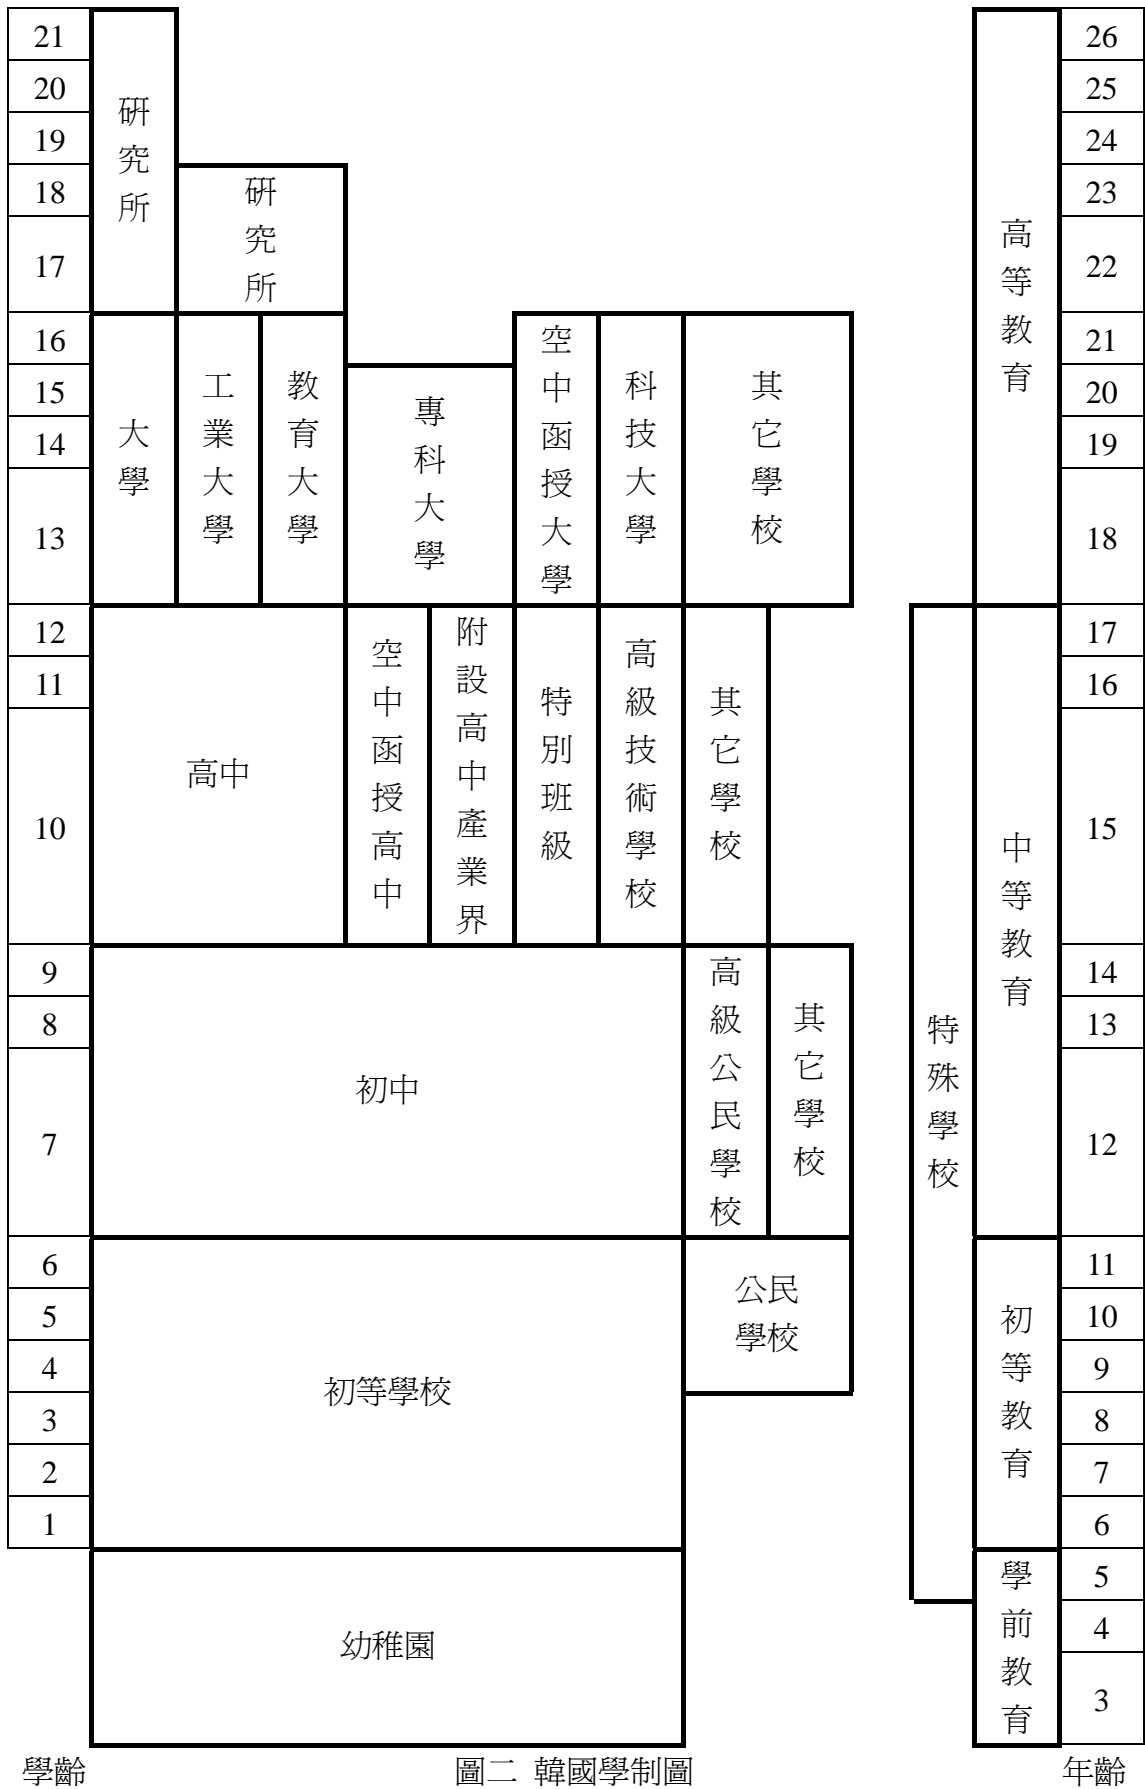 21
26
20
25
19
24
18
23
17
22
16
21
15
20
14
19
13
18
12
17
11
16
10
15
9
14
8
13
7
12
6
11
5
10
4
9
3
8
2
7
1
6
5
4
3
研究所
研究所
大學
工業大學
教育大學
專科大學
空中函授大學
科技大學
其它學校
高中
空中函授高中
附設高中產業界
特別班級
高級技術學校
其它學校
初中
高級公民學校
其它學校
初等學校
公民
學校
幼稚園
特殊學校
高等教育
中等教育
初等教育
學前教育
學齡
圖二 韓國學制圖
年齡